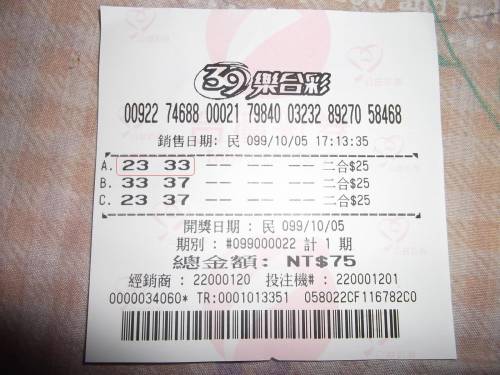 39樂合彩
00922 74688 00021 79840 03232 89270 58468
銷售日期: 民 099/10/05 17:13:35
A. 23 33 -- -- -- 二合$25
B. 33 37 -- -- -- 二合$25
C. 23 37 -- -- -- 二合$25
開獎日期 : 民 099/10/05
期別 : #099000022 計 1 期
總金額: NT$75
經銷商 : 22000120 投注機# : 220001201
0000034060* TR:0001013351 058022CF116782C0